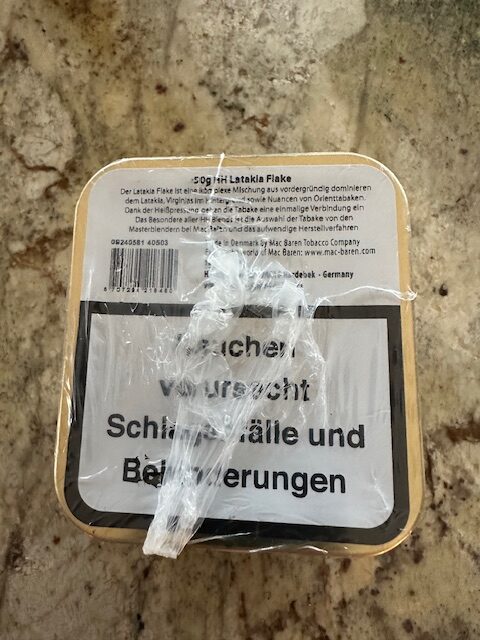 50g HH Latakia Flake
Der Latakia Flake ist eine komplexe Mischung aus vordergründig dominieren
dem Latakia, Virginias im Hintergrund sowie Nuancen von Orienttabaken.
Dank der Heißpressung gehen die Tabake eine einmalige Verbindung ein
Das Besondere aller HH Blends ist die Auswahl der Tabake von den
Masterblendern bei Mac Baren und das aufwendige Herstellverfahren
09240581 40503
Made in Denmark by Mac Baren Tobacco Company
world of Mac Baren: www.mac-baren.com
- Germany
Rauchen
verursacht
Schlaganfälle und
Behinderungen